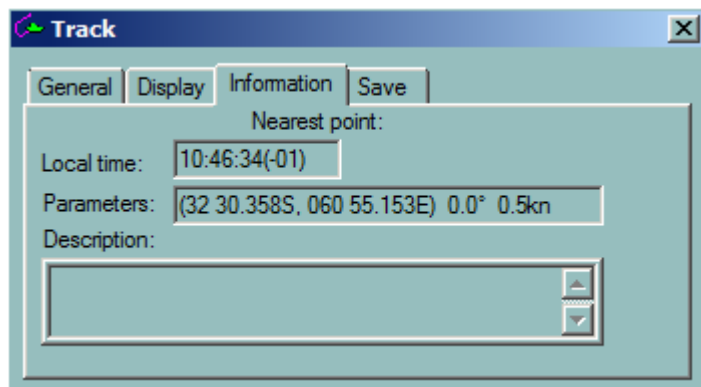 Track
General Display Information Save
Nearest point:
Local time: 10:46:34(-01)
Parameters: (32 30.358S, 060 55.153E) 0.0° 0.5kn
Description: